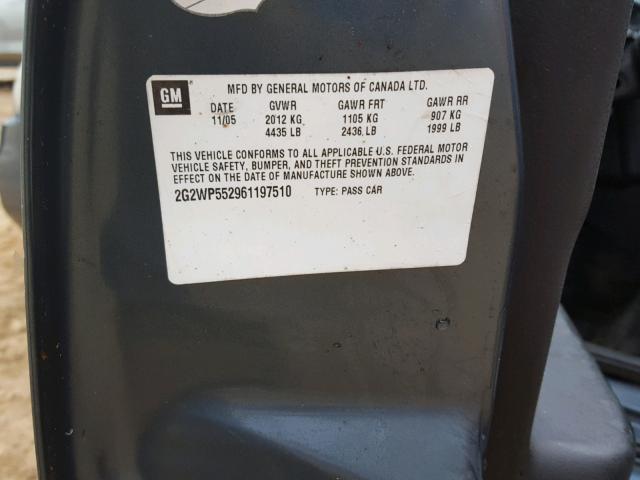 GM
MFD BY GENERAL MOTORS OF CANADA LTD.
DATE GVWR GAWR FRT GAWR RR
11/05 2012 KG 1105 KG 907 KG
4435 LB 2436 LB 1999 LB
THIS VEHICLE CONFORMS TO ALL APPLICABLE U.S. FEDERAL MOTOR
VEHICLE SAFETY, BUMPER, AND THEFT PREVENTION STANDARDS IN
EFFECT ON THE DATE OF MANUFACTURE SHOWN ABOVE.
2G2WP552961197510 TYPE: PASS CAR